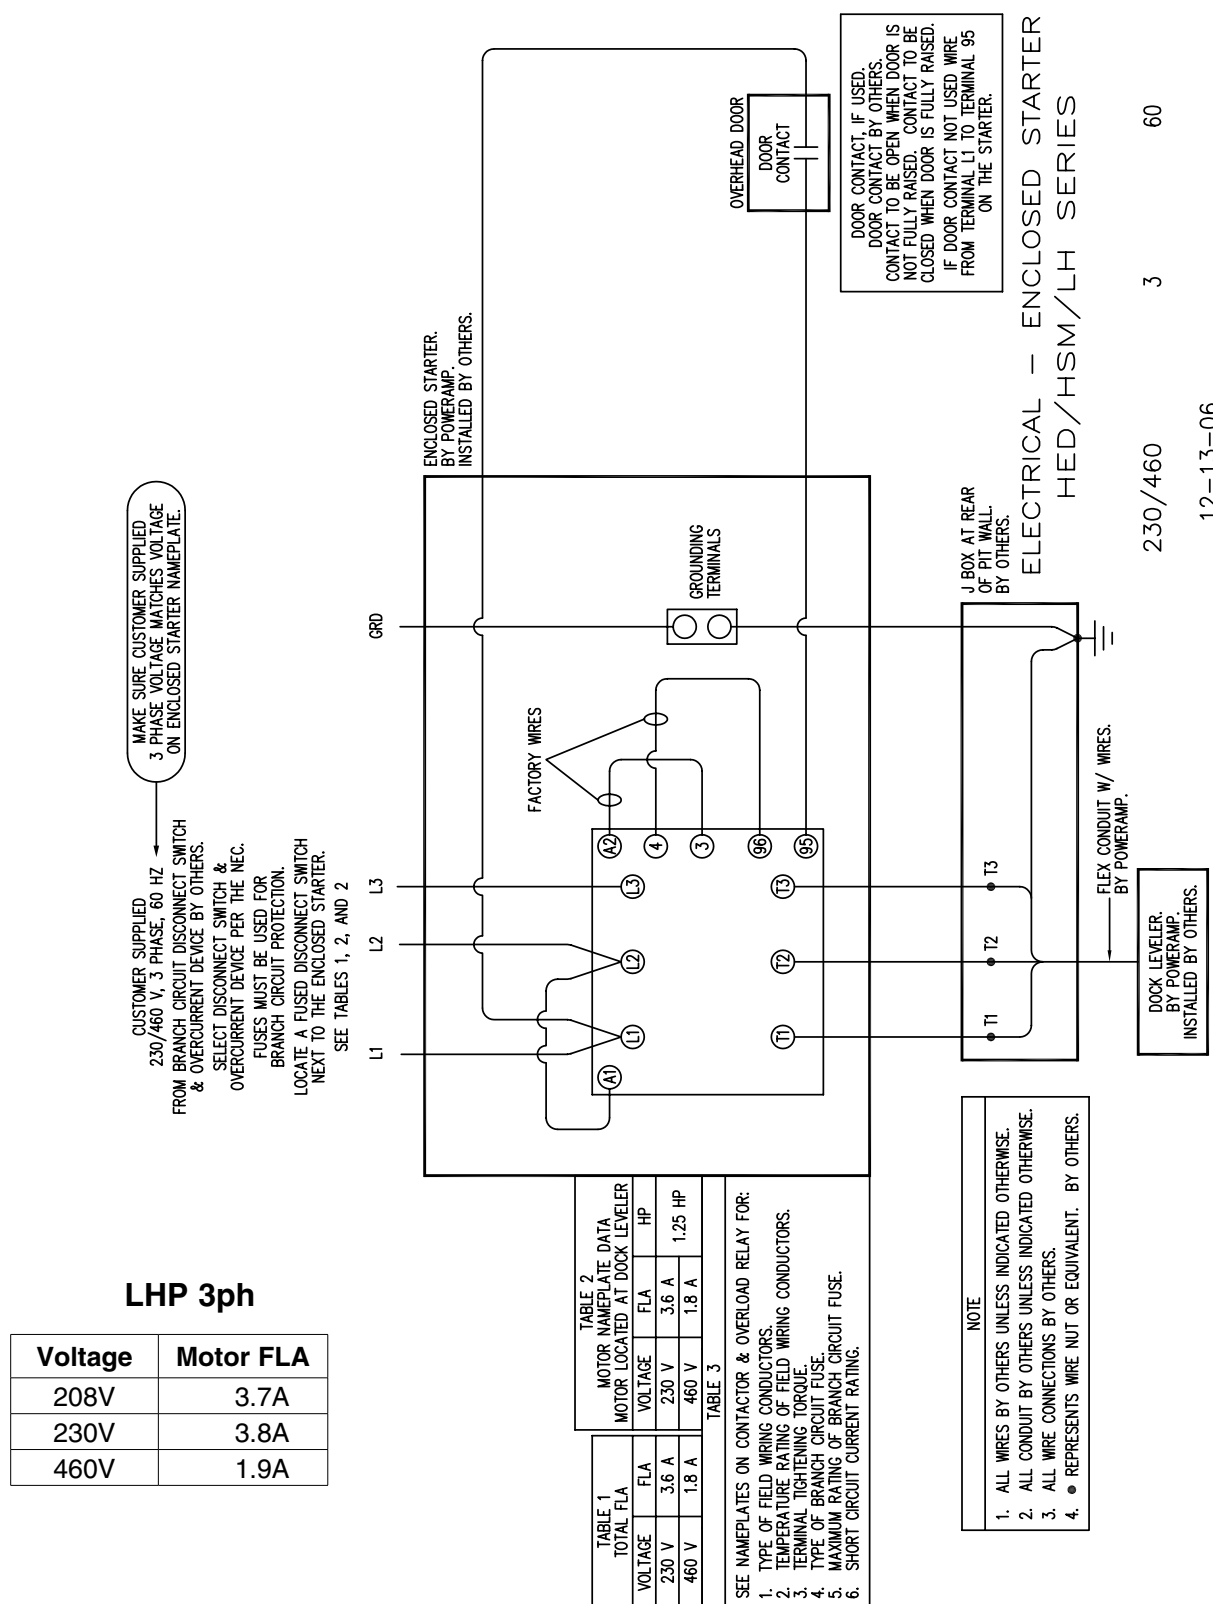 MAKE SURE CUSTOMER SUPPLIED
3 PHASE VOLTAGE MATCHES VOLTAGE
ON ENCLOSED STARTER NAMEPLATE.
CUSTOMER SUPPLIED
230/460 V, 3 PHASE, 60 HZ
FROM BRANCH CIRCUIT DISCONNECT SWITCH
& OVERCURRENT DEVICE BY OTHERS.
SELECT DISCONNECT SWITCH &
OVERCURRENT DEVICE PER THE NEC.
FUSES MUST BE USED FOR
BRANCH CIRCUIT PROTECTION.
LOCATE A FUSED DISCONNECT SWITCH
NEXT TO THE ENCLOSED STARTER.
SEE TABLES 1, 2, AND 2
L1
L2
L3
GRD
ENCLOSED STARTER.
BY POWERAMP.
INSTALLED BY OTHERS.
FACTORY WIRES
GROUNDING
TERMINALS
A1
L1
L2
L3
A2
4
3
96
95
T1
T2
T3
OVERHEAD DOOR
DOOR
CONTACT
DOOR CONTACT, IF USED.
DOOR CONTACT BY OTHERS.
CONTACT TO BE OPEN WHEN DOOR IS
NOT FULLY RAISED. CONTACT TO BE
CLOSED WHEN DOOR IS FULLY RAISED.
IF DOOR CONTACT NOT USED WIRE
FROM TERMINAL L1 TO TERMINAL 95
ON THE STARTER.
J BOX AT REAR
OF PIT WALL.
BY OTHERS.
T1
T2
T3
FLEX CONDUIT W/ WIRES.
BY POWERAMP.
DOCK LEVELER.
BY POWERAMP.
INSTALLED BY OTHERS.
ELECTRICAL - ENCLOSED STARTER
HED/HSM/LH SERIES
230/460 3 60
12-13-06
TABLE 1
TOTAL FLA
VOLTAGE FLA
230 V 3.6 A
460 V 1.8 A
TABLE 2
MOTOR NAMEPLATE DATA
MOTOR LOCATED AT DOCK LEVELER
VOLTAGE FLA HP
230 V 3.6 A 1.25 HP
460 V 1.8 A
TABLE 3
SEE NAMEPLATES ON CONTACTOR & OVERLOAD RELAY FOR:
1. TYPE OF FIELD WIRING CONDUCTORS.
2. TEMPERATURE RATING OF FIELD WIRING CONDUCTORS.
3. TERMINAL TIGHTENING TORQUE.
4. TYPE OF BRANCH CIRCUIT FUSE.
5. MAXIMUM RATING OF BRANCH CIRCUIT FUSE.
6. SHORT CIRCUIT CURRENT RATING.
NOTE
1. ALL WIRES BY OTHERS UNLESS INDICATED OTHERWISE.
2. ALL CONDUIT BY OTHERS UNLESS INDICATED OTHERWISE.
3. ALL WIRE CONNECTIONS BY OTHERS.
4. ● REPRESENTS WIRE NUT OR EQUIVALENT. BY OTHERS.
LHP 3ph
Voltage Motor FLA
208V 3.7A
230V 3.8A
460V 1.9A